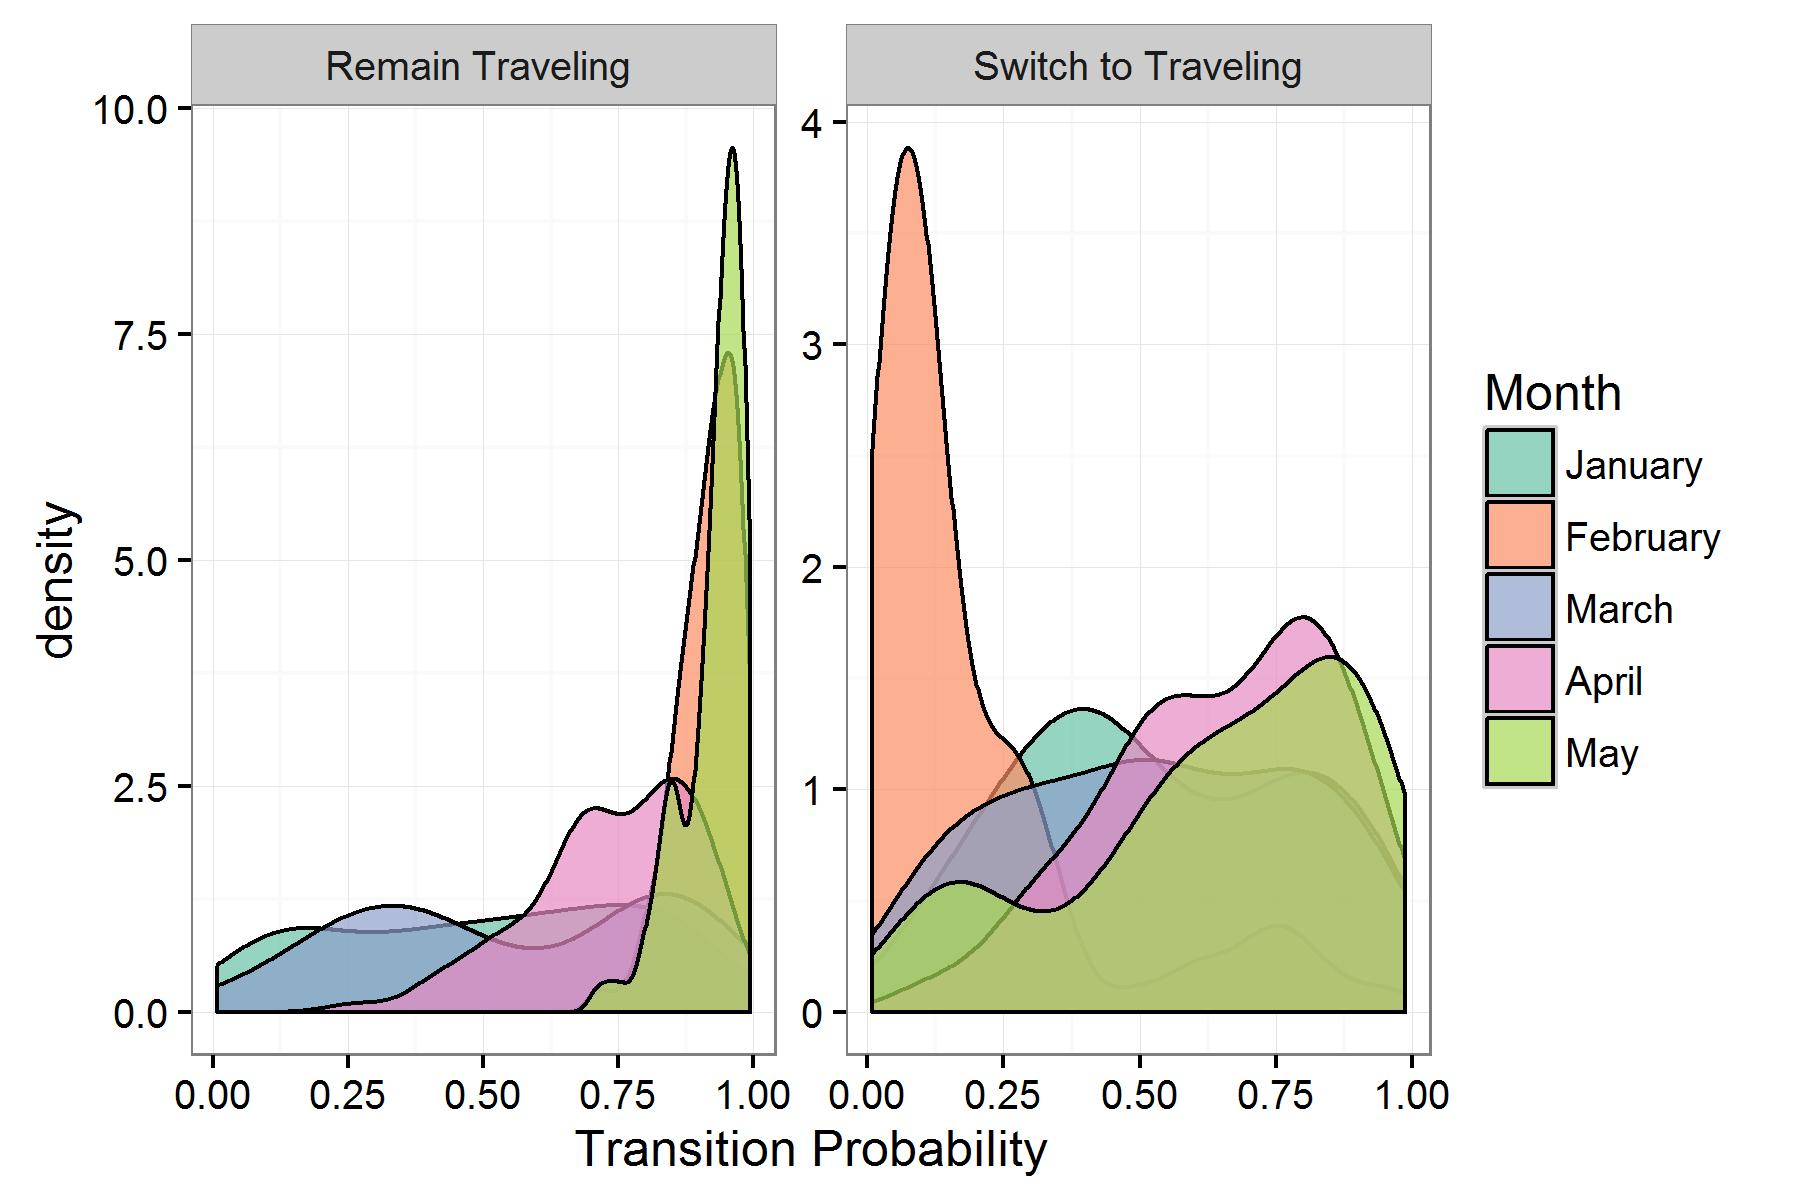 Remain Traveling
Switch to Traveling
10.0
7.5
5.0
2.5
0.0
density
4
3
2
1
0
0.00 0.25 0.50 0.75 1.00
0.00 0.25 0.50 0.75 1.00
Transition Probability
Month
January
February
March
April
May